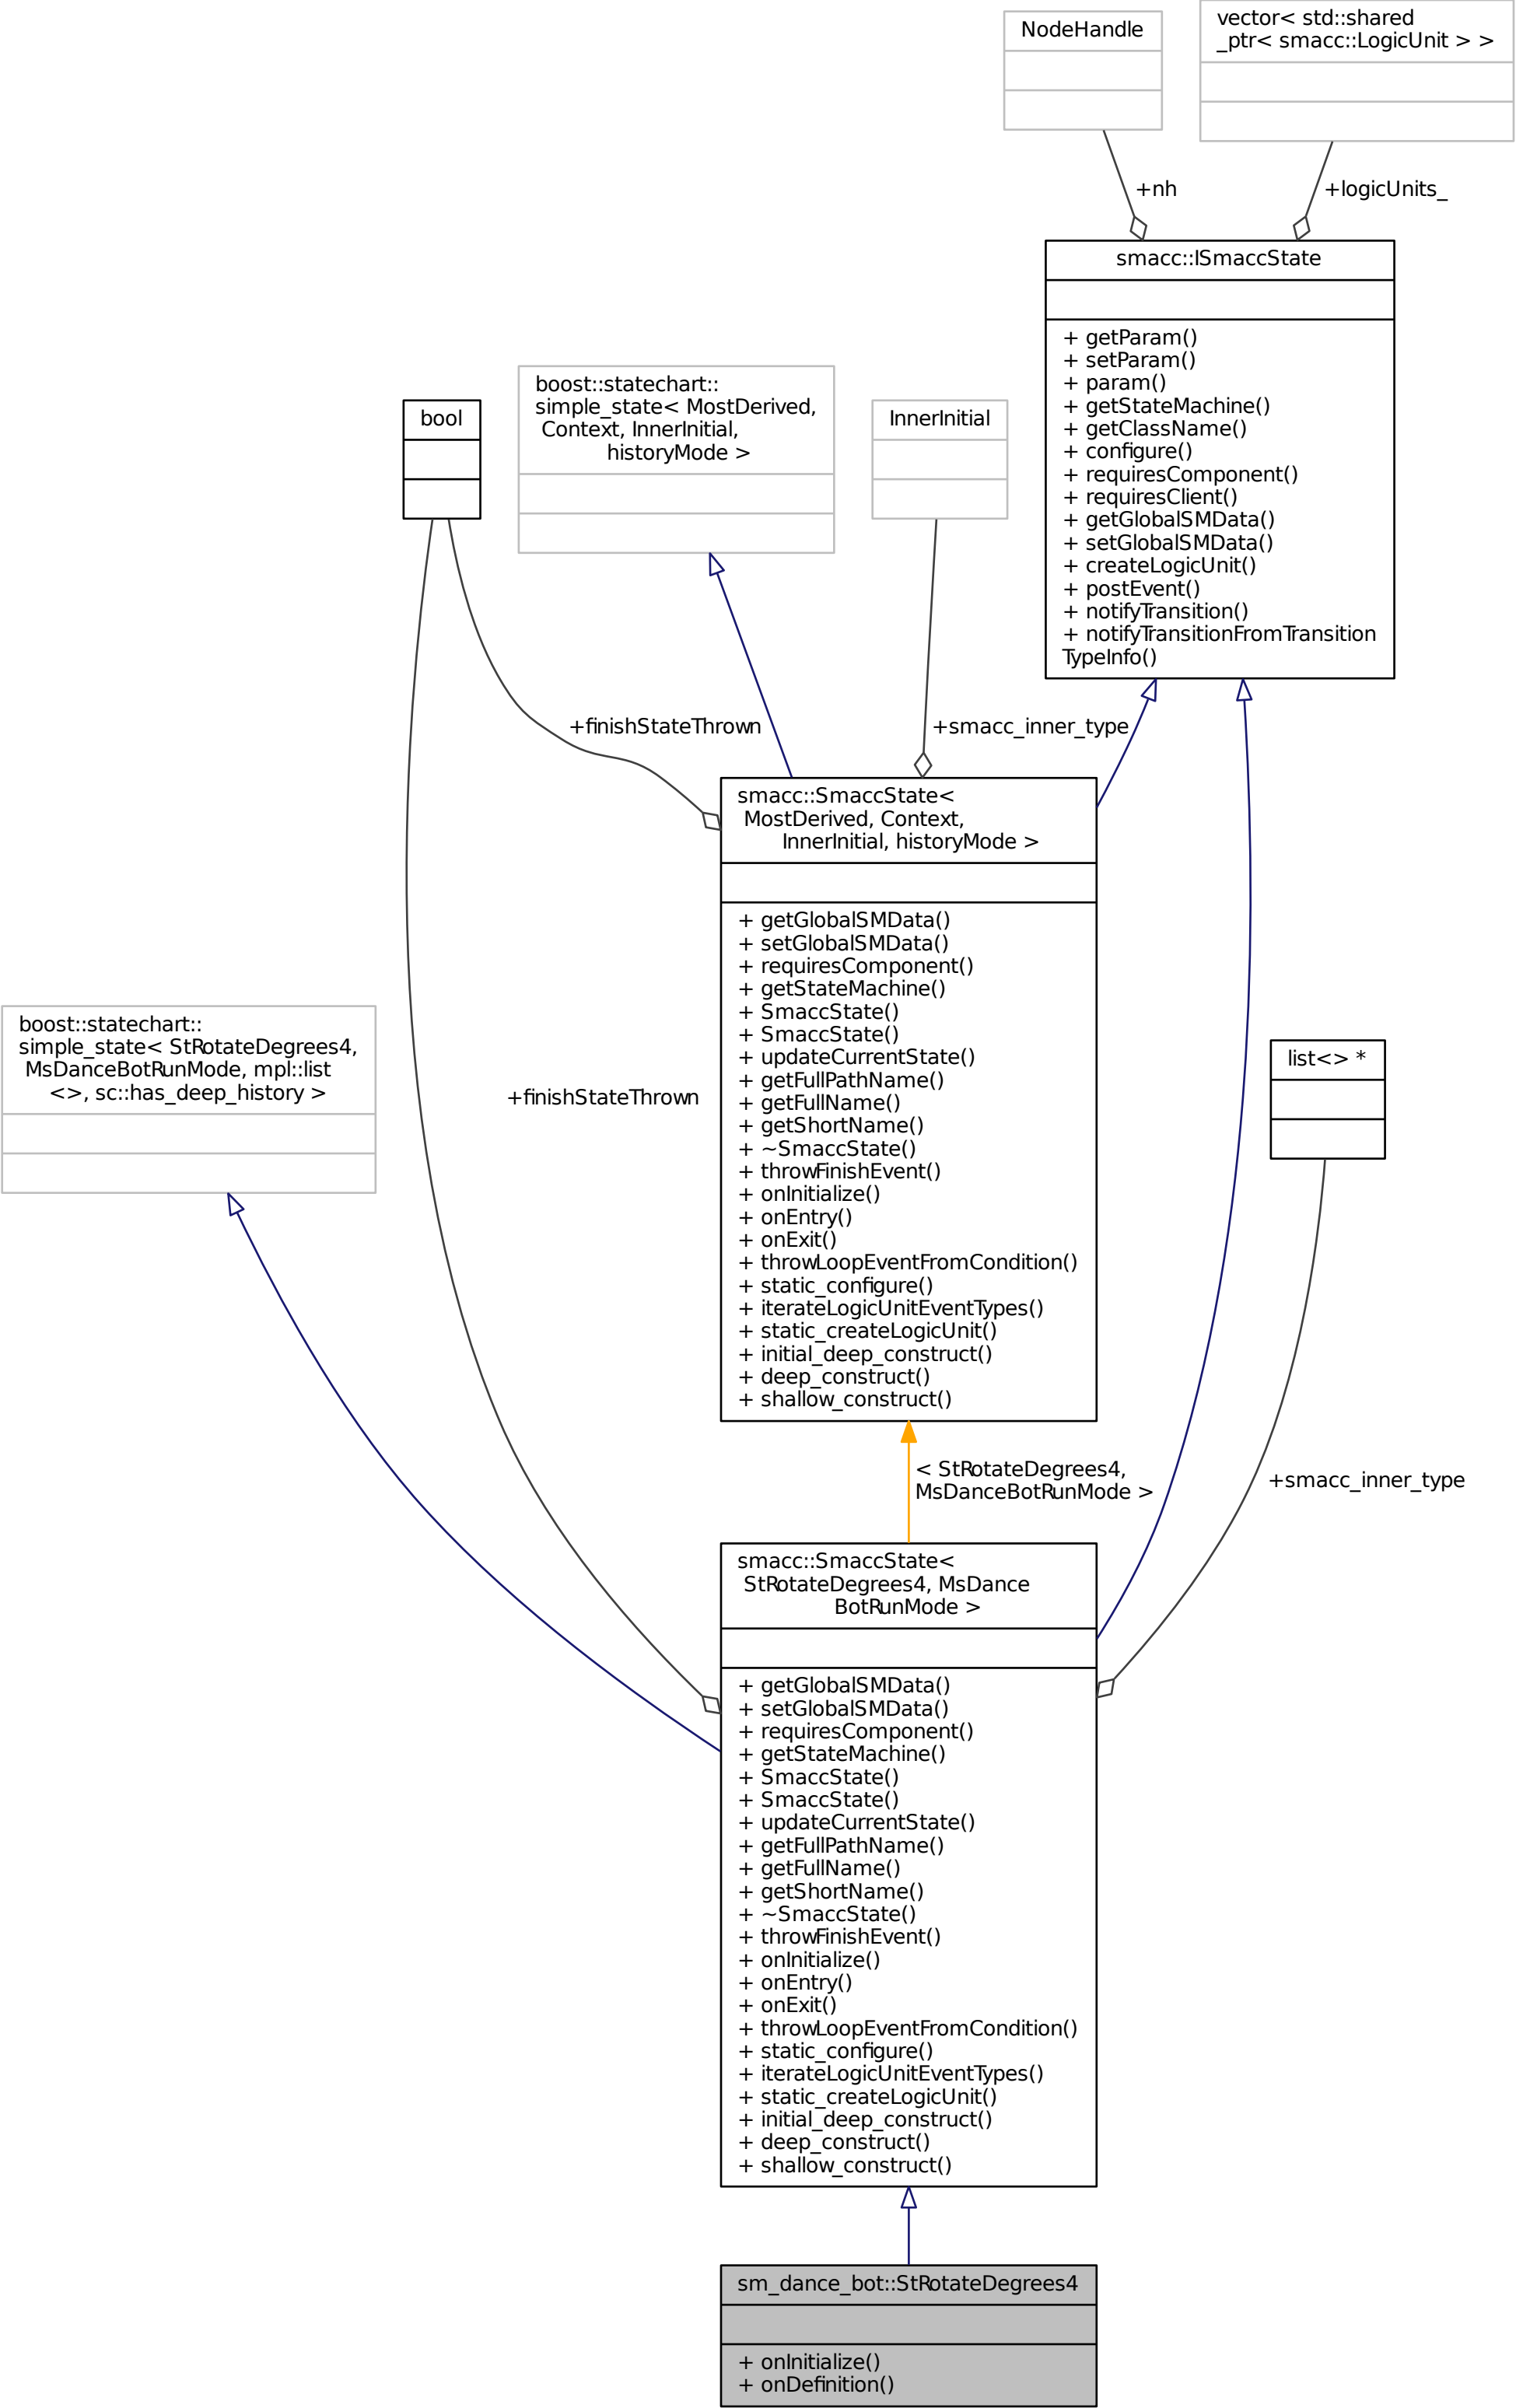 NodeHandle
vector< std::shared
_ptr< smacc::LogicUnit > >
+nh
+logicUnits_
smacc::ISmaccState
+ getParam()
+ setParam()
+ param()
+ getStateMachine()
+ getClassName()
+ configure()
+ requiresComponent()
+ requiresClient()
+ getGlobalSMData()
+ setGlobalSMData()
+ createLogicUnit()
+ postEvent()
+ notifyTransition()
+ notifyTransitionFromTransition
TypeInfo()
bool
boost::statechart::
simple_state< MostDerived,
Context, InnerInitial,
historyMode >
InnerInitial
+finishStateThrown
+smacc_inner_type
smacc::SmaccState<
MostDerived, Context,
InnerInitial, historyMode >
+ getGlobalSMData()
+ setGlobalSMData()
+ requiresComponent()
+ getStateMachine()
+ SmaccState()
+ SmaccState()
+ updateCurrentState()
+ getFullPathName()
+ getFullName()
+ getShortName()
+ ~SmaccState()
+ throwFinishEvent()
+ onInitialize()
+ onEntry()
+ onExit()
+ throwLoopEventFromCondition()
+ static_configure()
+ iterateLogicUnitEventTypes()
+ static_createLogicUnit()
+ initial_deep_construct()
+ deep_construct()
+ shallow_construct()
boost::statechart::
simple_state< StRotateDegrees4,
MsDanceBotRunMode, mpl::list
<>, sc::has_deep_history >
+finishStateThrown
list<> *
< StRotateDegrees4,
MsDanceBotRunMode >
+smacc_inner_type
smacc::SmaccState<
StRotateDegrees4, MsDance
BotRunMode >
+ getGlobalSMData()
+ setGlobalSMData()
+ requiresComponent()
+ getStateMachine()
+ SmaccState()
+ SmaccState()
+ updateCurrentState()
+ getFullPathName()
+ getFullName()
+ getShortName()
+ ~SmaccState()
+ throwFinishEvent()
+ onInitialize()
+ onEntry()
+ onExit()
+ throwLoopEventFromCondition()
+ static_configure()
+ iterateLogicUnitEventTypes()
+ static_createLogicUnit()
+ initial_deep_construct()
+ deep_construct()
+ shallow_construct()
sm_dance_bot::StRotateDegrees4
+ onInitialize()
+ onDefinition()